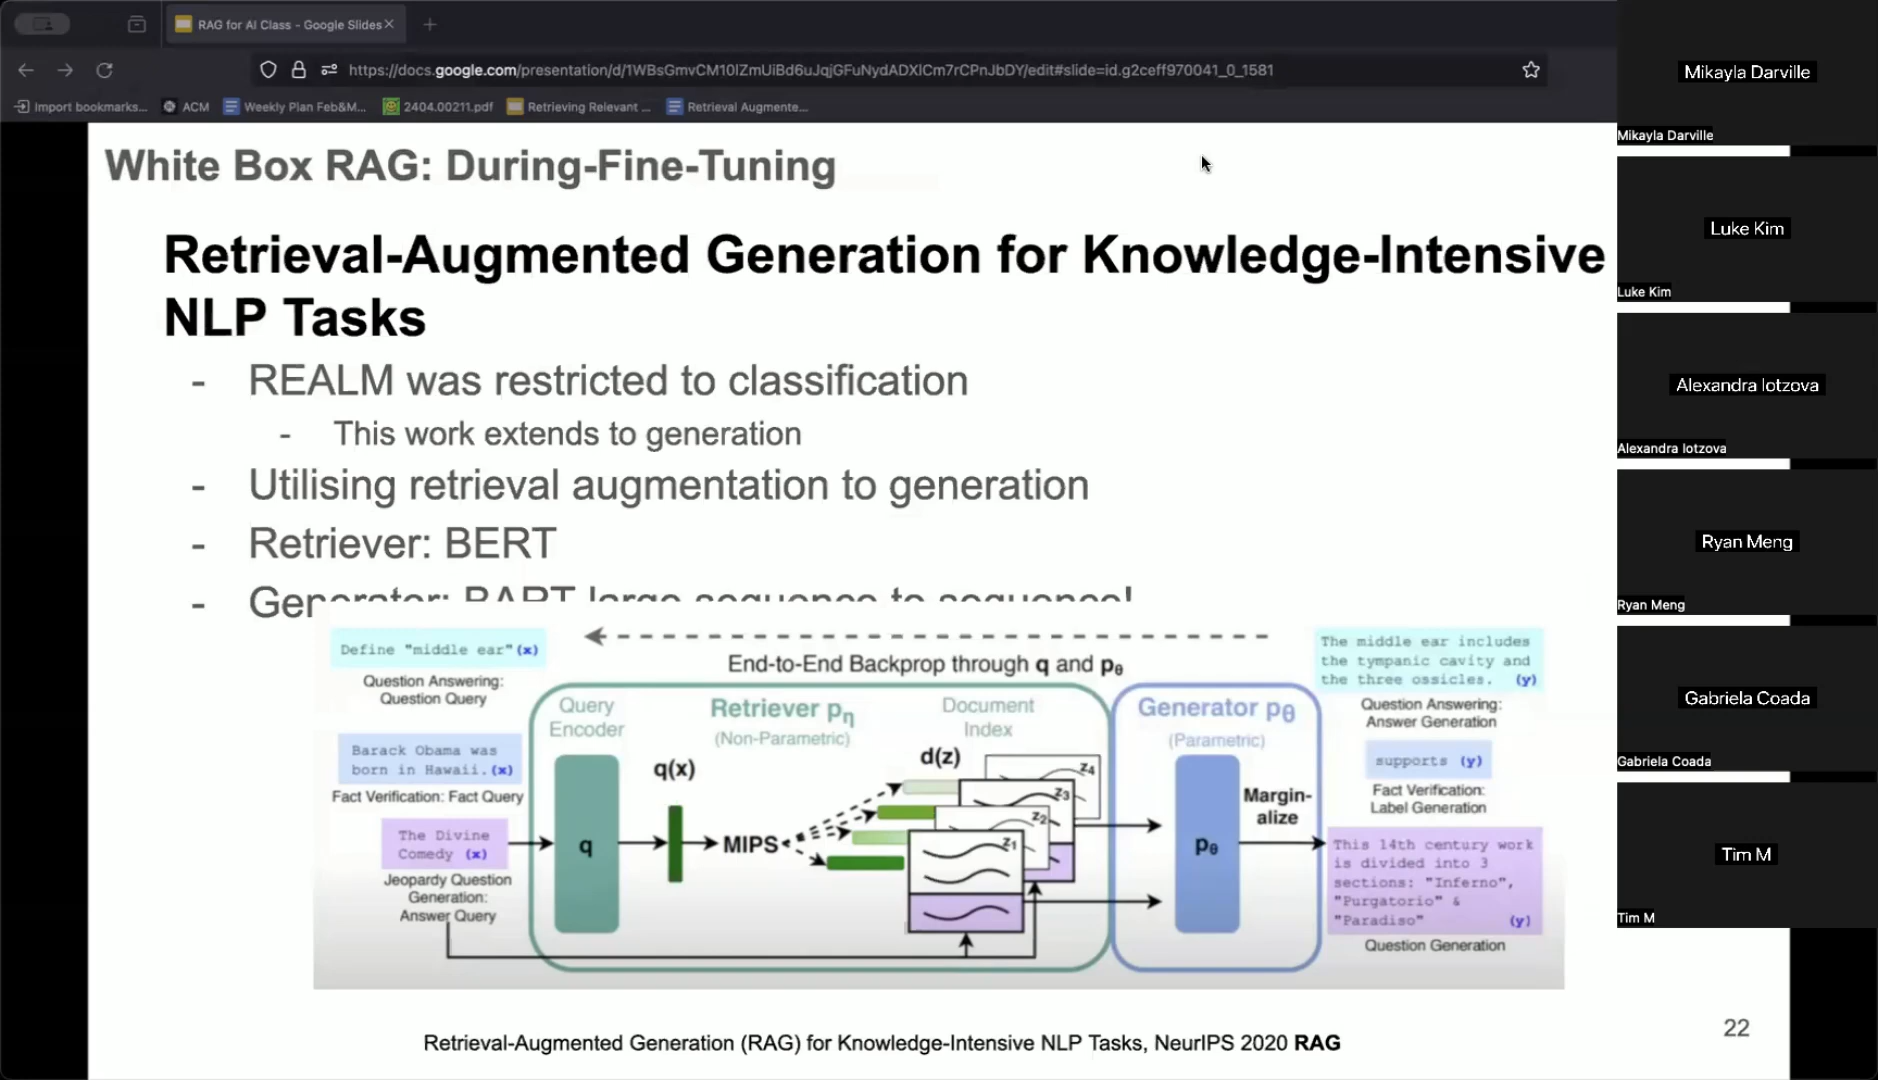 RAG for AI Class - Google Slides
https://docs.google.com/presentation/d/1WBsGmvCM10IZmUiBd6uJqjGFuNydADXlCm7rCPnJbDY/edit#slide=id.g2ceff970041_0_1581
Import bookmarks... ACM Weekly Plan Feb&M... 2404.00211.pdf Retrieving Relevant ... Retrieval Augmente...
White Box RAG: During-Fine-Tuning
Retrieval-Augmented Generation for Knowledge-Intensive
NLP Tasks
- REALM was restricted to classification
- This work extends to generation
- Utilising retrieval augmentation to generation
- Retriever: BERT
- Generator: BART large sequence to sequence!
Define "middle ear" (x)
Question Answering:
Question Query
Barack Obama was
born in Hawaii. (x)
Fact Verification: Fact Query
The Divine
Comedy (x)
Jeopardy Question
Generation:
Answer Query
End-to-End Backprop through q and pθ
Query
Encoder
q
Retriever pη
(Non-Parametric)
q(x)
MIPS
Document
Index
d(z)
z4
z3
z2
z1
Generator pθ
(Parametric)
pθ
Margin-
alize
The middle ear includes
the tympanic cavity and
the three ossicles. (y)
Question Answering:
Answer Generation
supports (y)
Fact Verification:
Label Generation
This 14th century work
is divided into 3
sections: "Inferno",
"Purgatorio" &
"Paradiso" (y)
Question Generation
Retrieval-Augmented Generation (RAG) for Knowledge-Intensive NLP Tasks, NeurIPS 2020 RAG
22
Mikayla Darville
Mikayla Darville
Luke Kim
Luke Kim
Alexandra Iotzova
Alexandra Iotzova
Ryan Meng
Ryan Meng
Gabriela Coada
Gabriela Coada
Tim M
Tim M